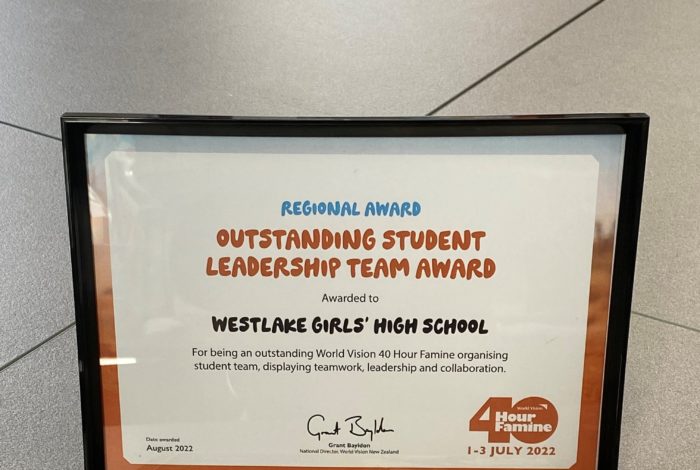 REGIONAL AWARD
OUTSTANDING STUDENT
LEADERSHIP TEAM AWARD
Awarded to
WESTLAKE GIRLS' HIGH SCHOOL
For being an outstanding World Vision 40 Hour Famine organising
student team, displaying teamwork, leadership and collaboration.
Grant Bayldon
Grant Bayldon
National Director, World Vision New Zealand
Date awarded
August 2022
World Vision
40 Hour
Famine
1-3 JULY 2022